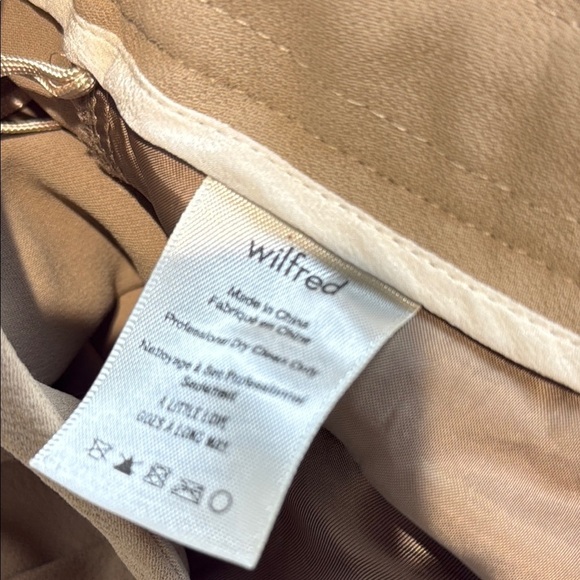 wilfred
Made in China
Fabriqué en Chine
Professional Dry Clean Only
Nettoyage à Sec Professionnel
Seulement
A LITTLE LOVE
GOES A LONG WAY.